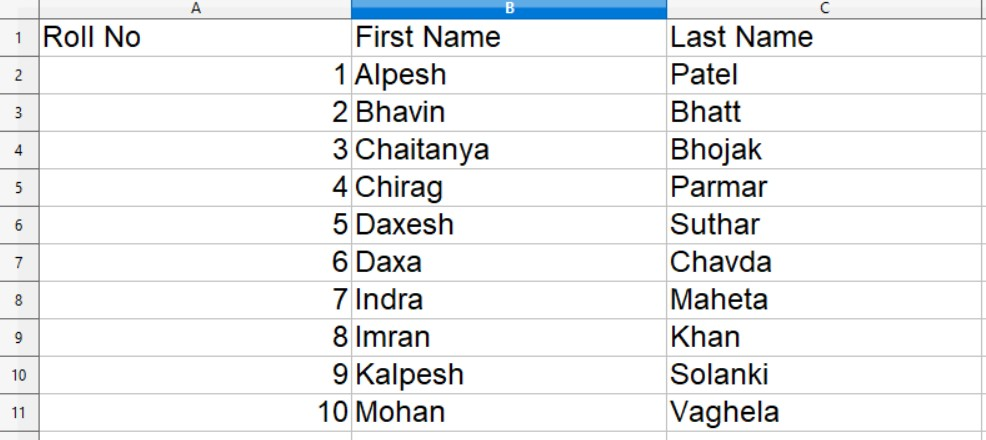 A B C
1 Roll No First Name Last Name
2 1 Alpesh Patel
3 2 Bhavin Bhatt
4 3 Chaitanya Bhojak
5 4 Chirag Parmar
6 5 Daxesh Suthar
7 6 Daxa Chavda
8 7 Indra Maheta
9 8 Imran Khan
10 9 Kalpesh Solanki
11 10 Mohan Vaghela